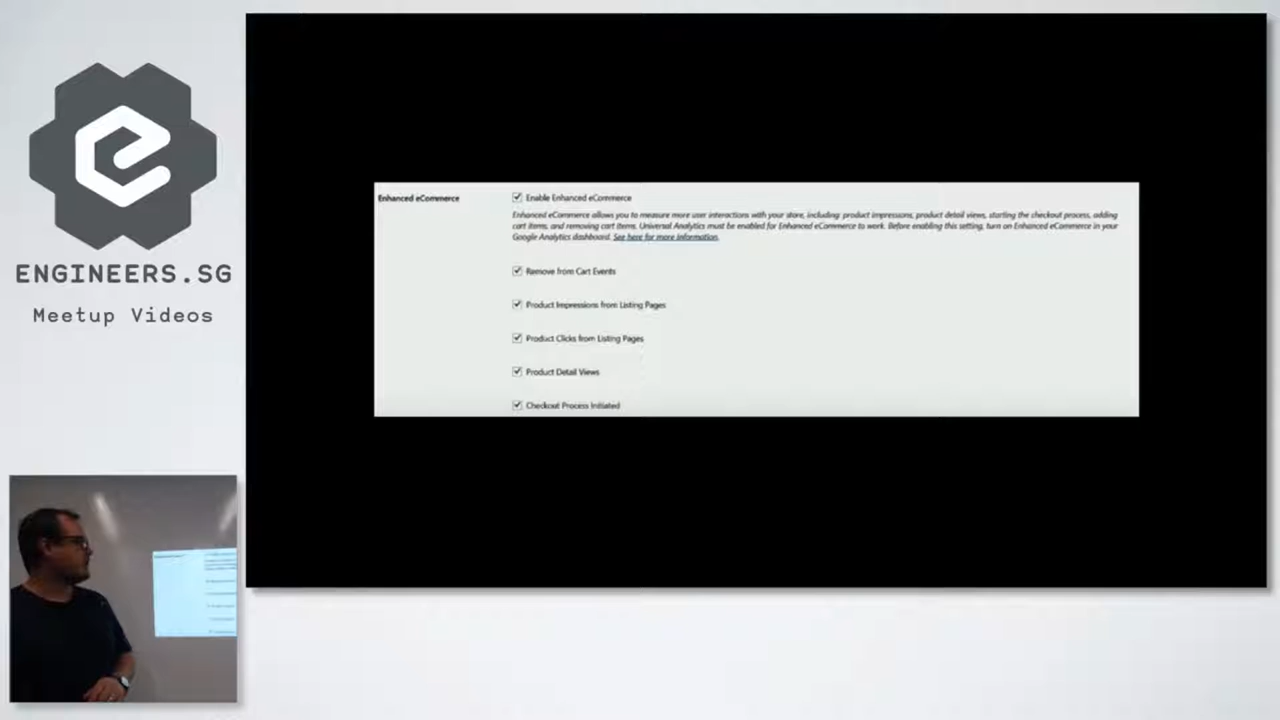 ENGINEERS.SG
Meetup Videos
Enhanced eCommerce
Enable Enhanced eCommerce
Enhanced eCommerce allows you to measure more user interactions with your store, including: product impressions, product detail views, starting the checkout process, adding
cart items, and removing cart items. Universal Analytics must be enabled for Enhanced eCommerce to work. Before enabling this setting, turn on Enhanced eCommerce in your
Google Analytics dashboard. See here for more information.
Remove from Cart Events
Product Impressions from Listing Pages
Product Clicks from Listing Pages
Product Detail Views
Checkout Process Initiated